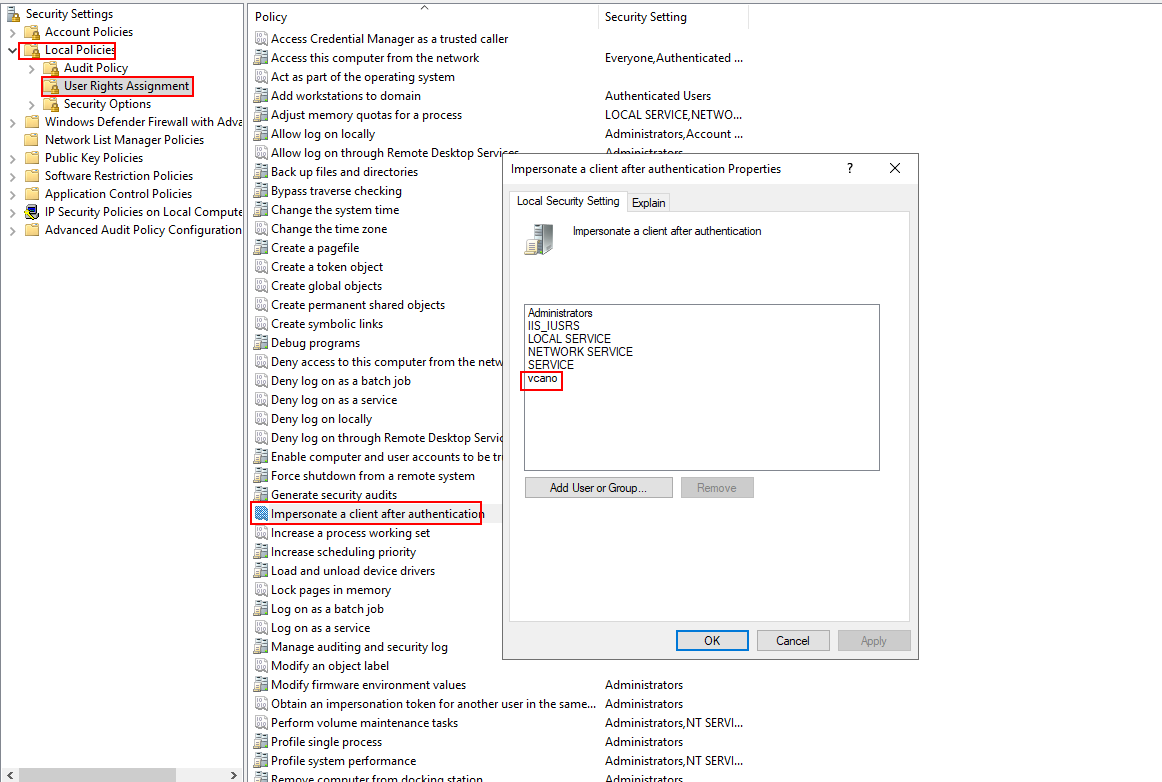 Security Settings
Account Policies
Local Policies
Audit Policy
User Rights Assignment
Security Options
Windows Defender Firewall with Adva
Network List Manager Policies
Public Key Policies
Software Restriction Policies
Application Control Policies
IP Security Policies on Local Compute
Advanced Audit Policy Configuration
Policy Security Setting
Access Credential Manager as a trusted caller
Access this computer from the network Everyone,Authenticated ...
Act as part of the operating system
Add workstations to domain Authenticated Users
Adjust memory quotas for a process LOCAL SERVICE,NETWO...
Allow log on locally Administrators,Account ...
Allow log on through Remote Desktop Services Administrators
Back up files and directories
Bypass traverse checking
Change the system time
Change the time zone
Create a pagefile
Create a token object
Create global objects
Create permanent shared objects
Create symbolic links
Debug programs
Deny access to this computer from the netw
Deny log on as a batch job
Deny log on as a service
Deny log on locally
Deny log on through Remote Desktop Servic
Enable computer and user accounts to be tr
Force shutdown from a remote system
Generate security audits
Impersonate a client after authentication
Increase a process working set
Increase scheduling priority
Load and unload device drivers
Lock pages in memory
Log on as a batch job
Log on as a service
Manage auditing and security log
Modify an object label
Modify firmware environment values Administrators
Obtain an impersonation token for another user in the same... Administrators
Perform volume maintenance tasks Administrators,NT SERVI...
Profile single process Administrators
Profile system performance Administrators,NT SERVI...
Remove computer from docking station Administrators
Impersonate a client after authentication Properties ?
Local Security Setting Explain
Impersonate a client after authentication
Administrators
IIS_IUSRS
LOCAL SERVICE
NETWORK SERVICE
SERVICE
vcano
Add User or Group... Remove
OK Cancel Apply